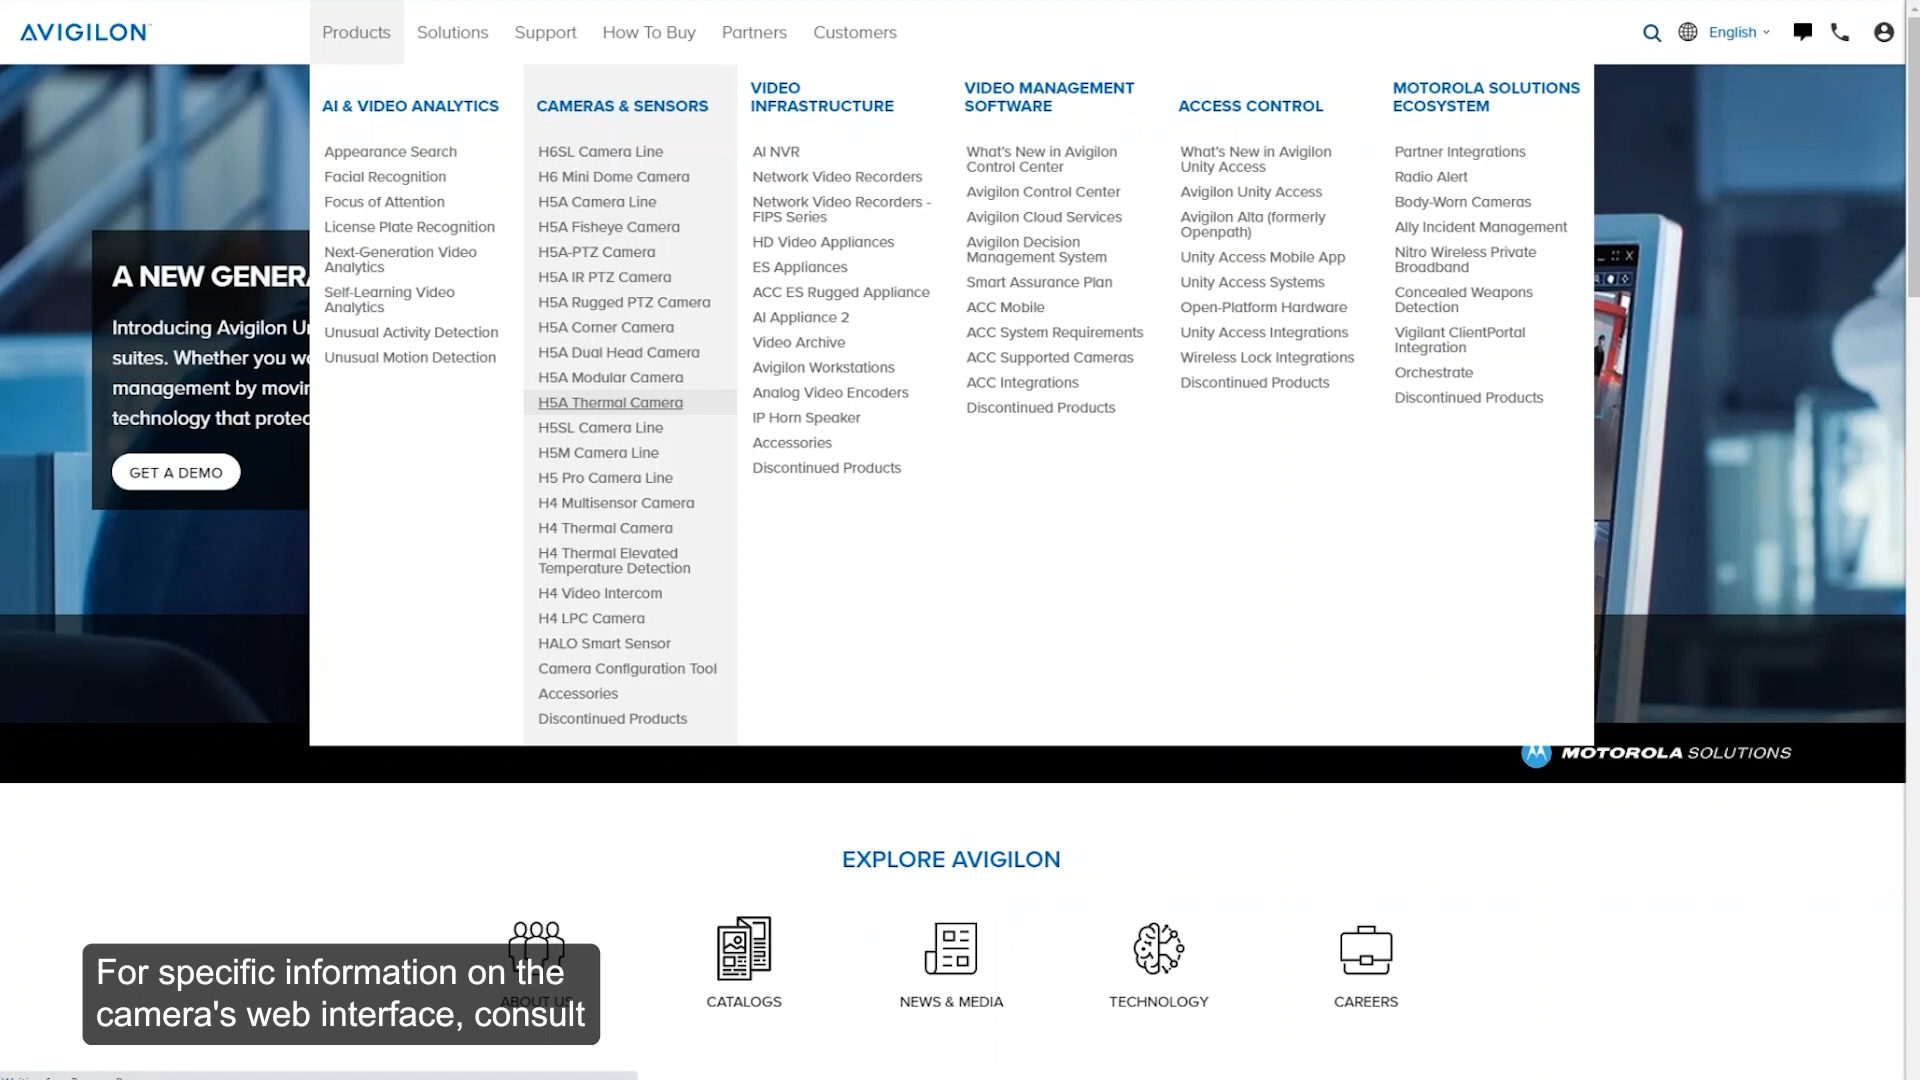 AVIGILON
Products
Solutions
Support
How To Buy
Partners
Customers
English
AI & VIDEO ANALYTICS
Appearance Search
Facial Recognition
Focus of Attention
License Plate Recognition
Next-Generation Video
Analytics
Self-Learning Video
Analytics
Unusual Activity Detection
Unusual Motion Detection
CAMERAS & SENSORS
H6SL Camera Line
H6 Mini Dome Camera
H5A Camera Line
H5A Fisheye Camera
H5A-PTZ Camera
H5A IR PTZ Camera
H5A Rugged PTZ Camera
H5A Corner Camera
H5A Dual Head Camera
H5A Modular Camera
H5A Thermal Camera
H5SL Camera Line
H5M Camera Line
H5 Pro Camera Line
H4 Multisensor Camera
H4 Thermal Camera
H4 Thermal Elevated
Temperature Detection
H4 Video Intercom
H4 LPC Camera
HALO Smart Sensor
Camera Configuration Tool
Accessories
Discontinued Products
VIDEO
INFRASTRUCTURE
AI NVR
Network Video Recorders
Network Video Recorders -
FIPS Series
HD Video Appliances
ES Appliances
ACC ES Rugged Appliance
AI Appliance 2
Video Archive
Avigilon Workstations
Analog Video Encoders
IP Horn Speaker
Accessories
Discontinued Products
VIDEO MANAGEMENT
SOFTWARE
What's New in Avigilon
Control Center
Avigilon Control Center
Avigilon Cloud Services
Avigilon Decision
Management System
Smart Assurance Plan
ACC Mobile
ACC System Requirements
ACC Supported Cameras
ACC Integrations
Discontinued Products
ACCESS CONTROL
What's New in Avigilon
Unity Access
Avigilon Unity Access
Avigilon Alta (formerly
Openpath)
Unity Access Mobile App
Unity Access Systems
Open-Platform Hardware
Unity Access Integrations
Wireless Lock Integrations
Discontinued Products
MOTOROLA SOLUTIONS
ECOSYSTEM
Partner Integrations
Radio Alert
Body-Worn Cameras
Ally Incident Management
Nitro Wireless Private
Broadband
Concealed Weapons
Detection
Vigilant ClientPortal
Integration
Orchestrate
Discontinued Products
A NEW GENERA
Introducing Avigilon Un
suites. Whether you w
management by movin
technology that protec
GET A DEMO
MOTOROLA SOLUTIONS
EXPLORE AVIGILON
ABOUT US
CATALOGS
NEWS & MEDIA
TECHNOLOGY
CAREERS
For specific information on the
camera's web interface, consult